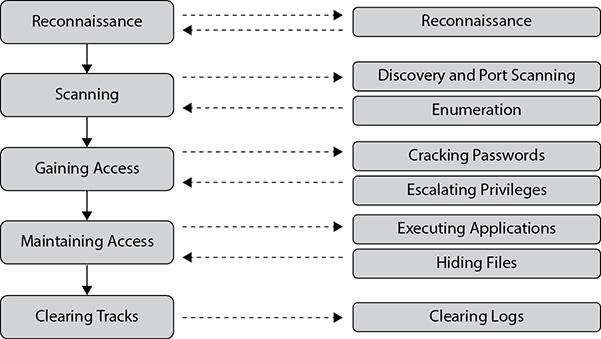 Reconnaissance
Reconnaissance
Scanning
Discovery and Port Scanning
Enumeration
Gaining Access
Cracking Passwords
Escalating Privileges
Maintaining Access
Executing Applications
Hiding Files
Clearing Tracks
Clearing Logs